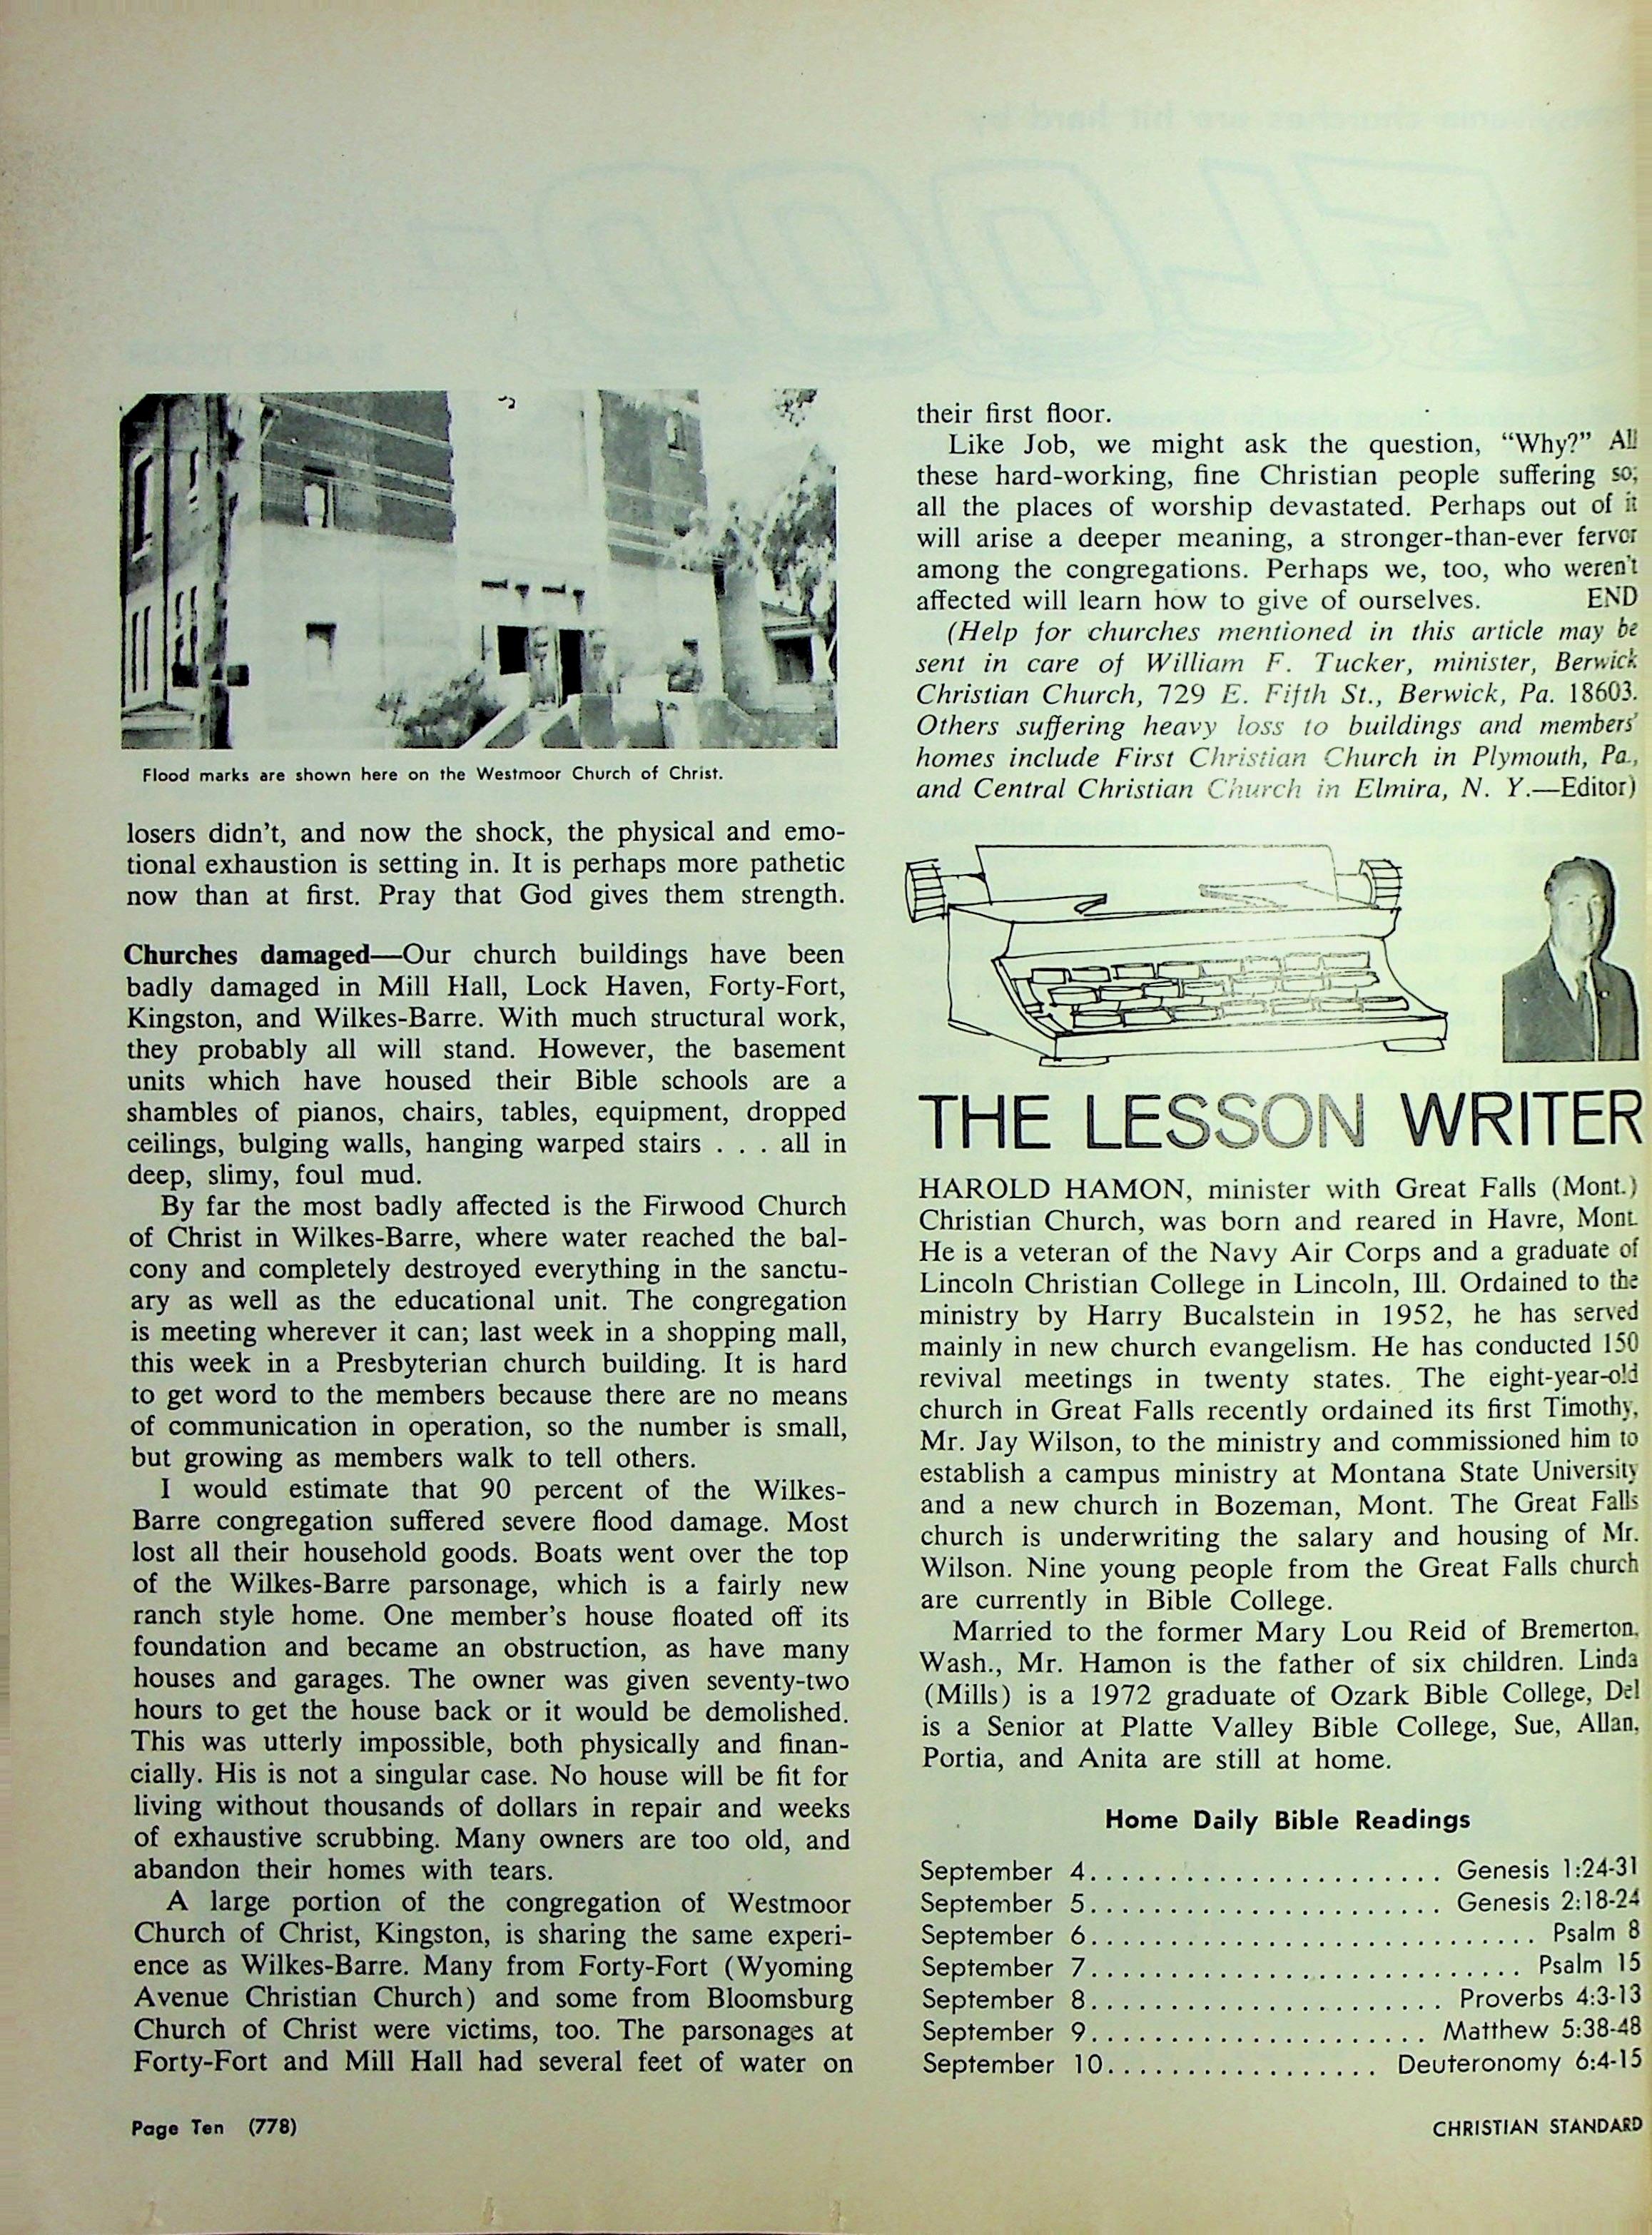 Flood marks are shown here on the Westmoor Church of Christ.
losers didn't, and now the shock, the physical and emo-
tional exhaustion is setting in. It is perhaps more pathetic
now than at first. Pray that God gives them strength.
Churches damaged—Our church buildings have been
badly damaged in Mill Hall, Lock Haven, Forty-Fort,
Kingston, and Wilkes-Barre. With much structural work,
they probably all will stand. However, the basement
units which have housed their Bible schools are a
shambles of pianos, chairs, tables, equipment, dropped
ceilings, bulging walls, hanging warped stairs . . . all in
deep, slimy, foul mud.
By far the most badly affected is the Firwood Church
of Christ in Wilkes-Barre, where water reached the bal-
cony and completely destroyed everything in the sanctu-
ary as well as the educational unit. The congregation
is meeting wherever it can; last week in a shopping mall,
this week in a Presbyterian church building. It is hard
to get word to the members because there are no means
of communication in operation, so the number is small,
but growing as members walk to tell others.
I would estimate that 90 percent of the Wilkes-
Barre congregation suffered severe flood damage. Most
lost all their household goods. Boats went over the top
of the Wilkes-Barre parsonage, which is a fairly new
ranch style home. One member's house floated off its
foundation and became an obstruction, as have many
houses and garages. The owner was given seventy-two
hours to get the house back or it would be demolished.
This was utterly impossible, both physically and finan-
cially. His is not a singular case. No house will be fit for
living without thousands of dollars in repair and weeks
of exhaustive scrubbing. Many owners are too old, and
abandon their homes with tears.
A large portion of the congregation of Westmoor
Church of Christ, Kingston, is sharing the same experi-
ence as Wilkes-Barre. Many from Forty-Fort (Wyoming
Avenue Christian Church) and some from Bloomsburg
Church of Christ were victims, too. The parsonages at
Forty-Fort and Mill Hall had several feet of water on
their first floor.
Like Job, we might ask the question, "Why?" All
these hard-working, fine Christian people suffering so;
all the places of worship devastated. Perhaps out of it
will arise a deeper meaning, a stronger-than-ever fervor
among the congregations. Perhaps we, too, who weren't
affected will learn how to give of ourselves. END
(Help for churches mentioned in this article may be
sent in care of William F. Tucker, minister, Berwick
Christian Church, 729 E. Fifth St., Berwick, Pa. 18603.
Others suffering heavy loss to buildings and members'
homes include First Christian Church in Plymouth, Pa.,
and Central Christian Church in Elmira, N. Y.—Editor)
THE LESSON WRITER
HAROLD HAMON, minister with Great Falls (Mont.)
Christian Church, was born and reared in Havre, Mont.
He is a veteran of the Navy Air Corps and a graduate of
Lincoln Christian College in Lincoln, Ill. Ordained to the
ministry by Harry Bucalstein in 1952, he has served
mainly in new church evangelism. He has conducted 150
revival meetings in twenty states. The eight-year-old
church in Great Falls recently ordained its first Timothy,
Mr. Jay Wilson, to the ministry and commissioned him to
establish a campus ministry at Montana State University
and a new church in Bozeman, Mont. The Great Falls
church is underwriting the salary and housing of Mr.
Wilson. Nine young people from the Great Falls church
are currently in Bible College.
Married to the former Mary Lou Reid of Bremerton,
Wash., Mr. Hamon is the father of six children. Linda
(Mills) is a 1972 graduate of Ozark Bible College, Del
is a Senior at Platte Valley Bible College, Sue, Allan,
Portia, and Anita are still at home.
Home Daily Bible Readings
September 4........................ Genesis 1:24-31
September 5........................ Genesis 2:18-24
September 6................................ Psalm 8
September 7............................... Psalm 15
September 8........................ Proverbs 4:3-13
September 9....................... Matthew 5:38-48
September 10.................. Deuteronomy 6:4-15
Page Ten (778)
CHRISTIAN STANDARD